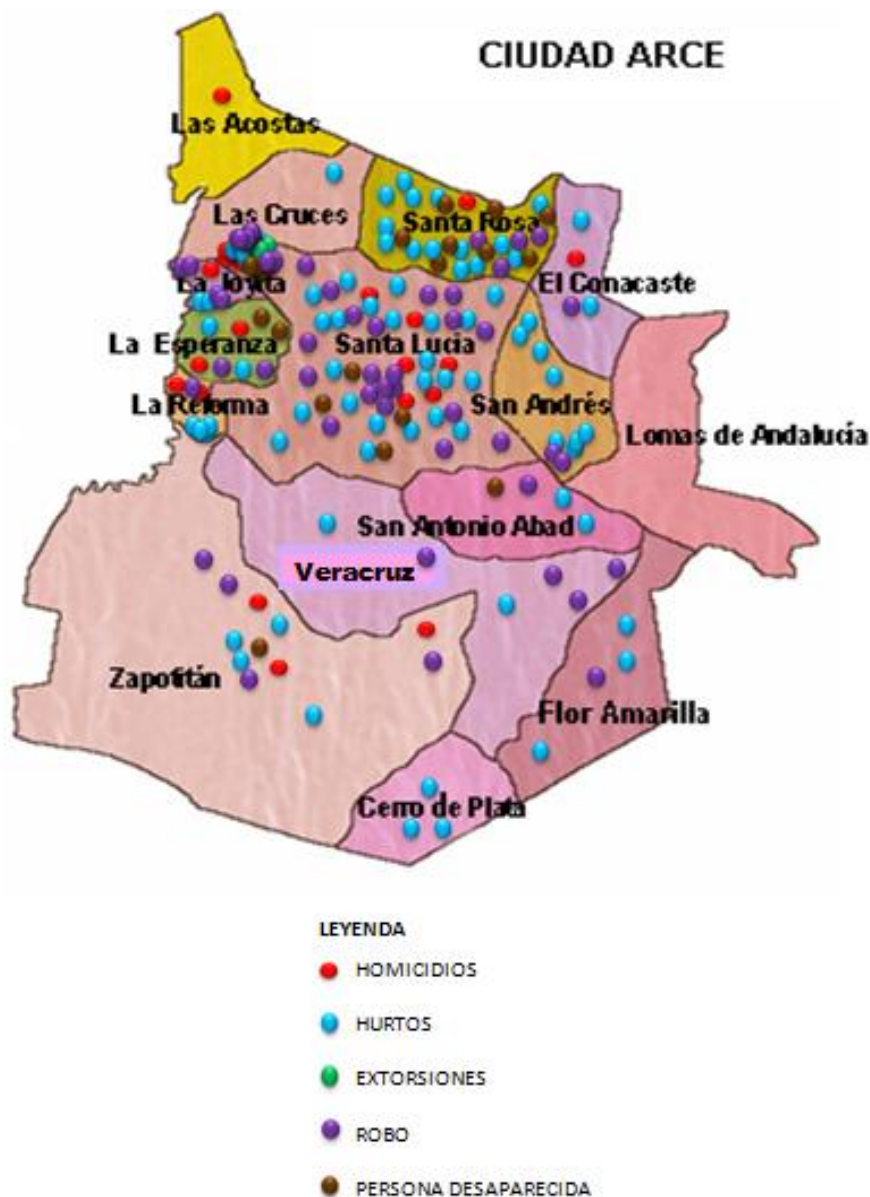 CIUDAD ARCE
Las Acostas
Las Cruces
Santa Rosa
La Toyita
El Conacaste
La Esperanza
Santa Lucía
La Reforma
San Andrés
Lomas de Andalucía
San Antonio Abad
Veracruz
Zapotitán
Flor Amarilla
Cerro de Plata
LEYENDA
HOMICIDIOS
HURTOS
EXTORSIONES
ROBO
PERSONA DESAPARECIDA